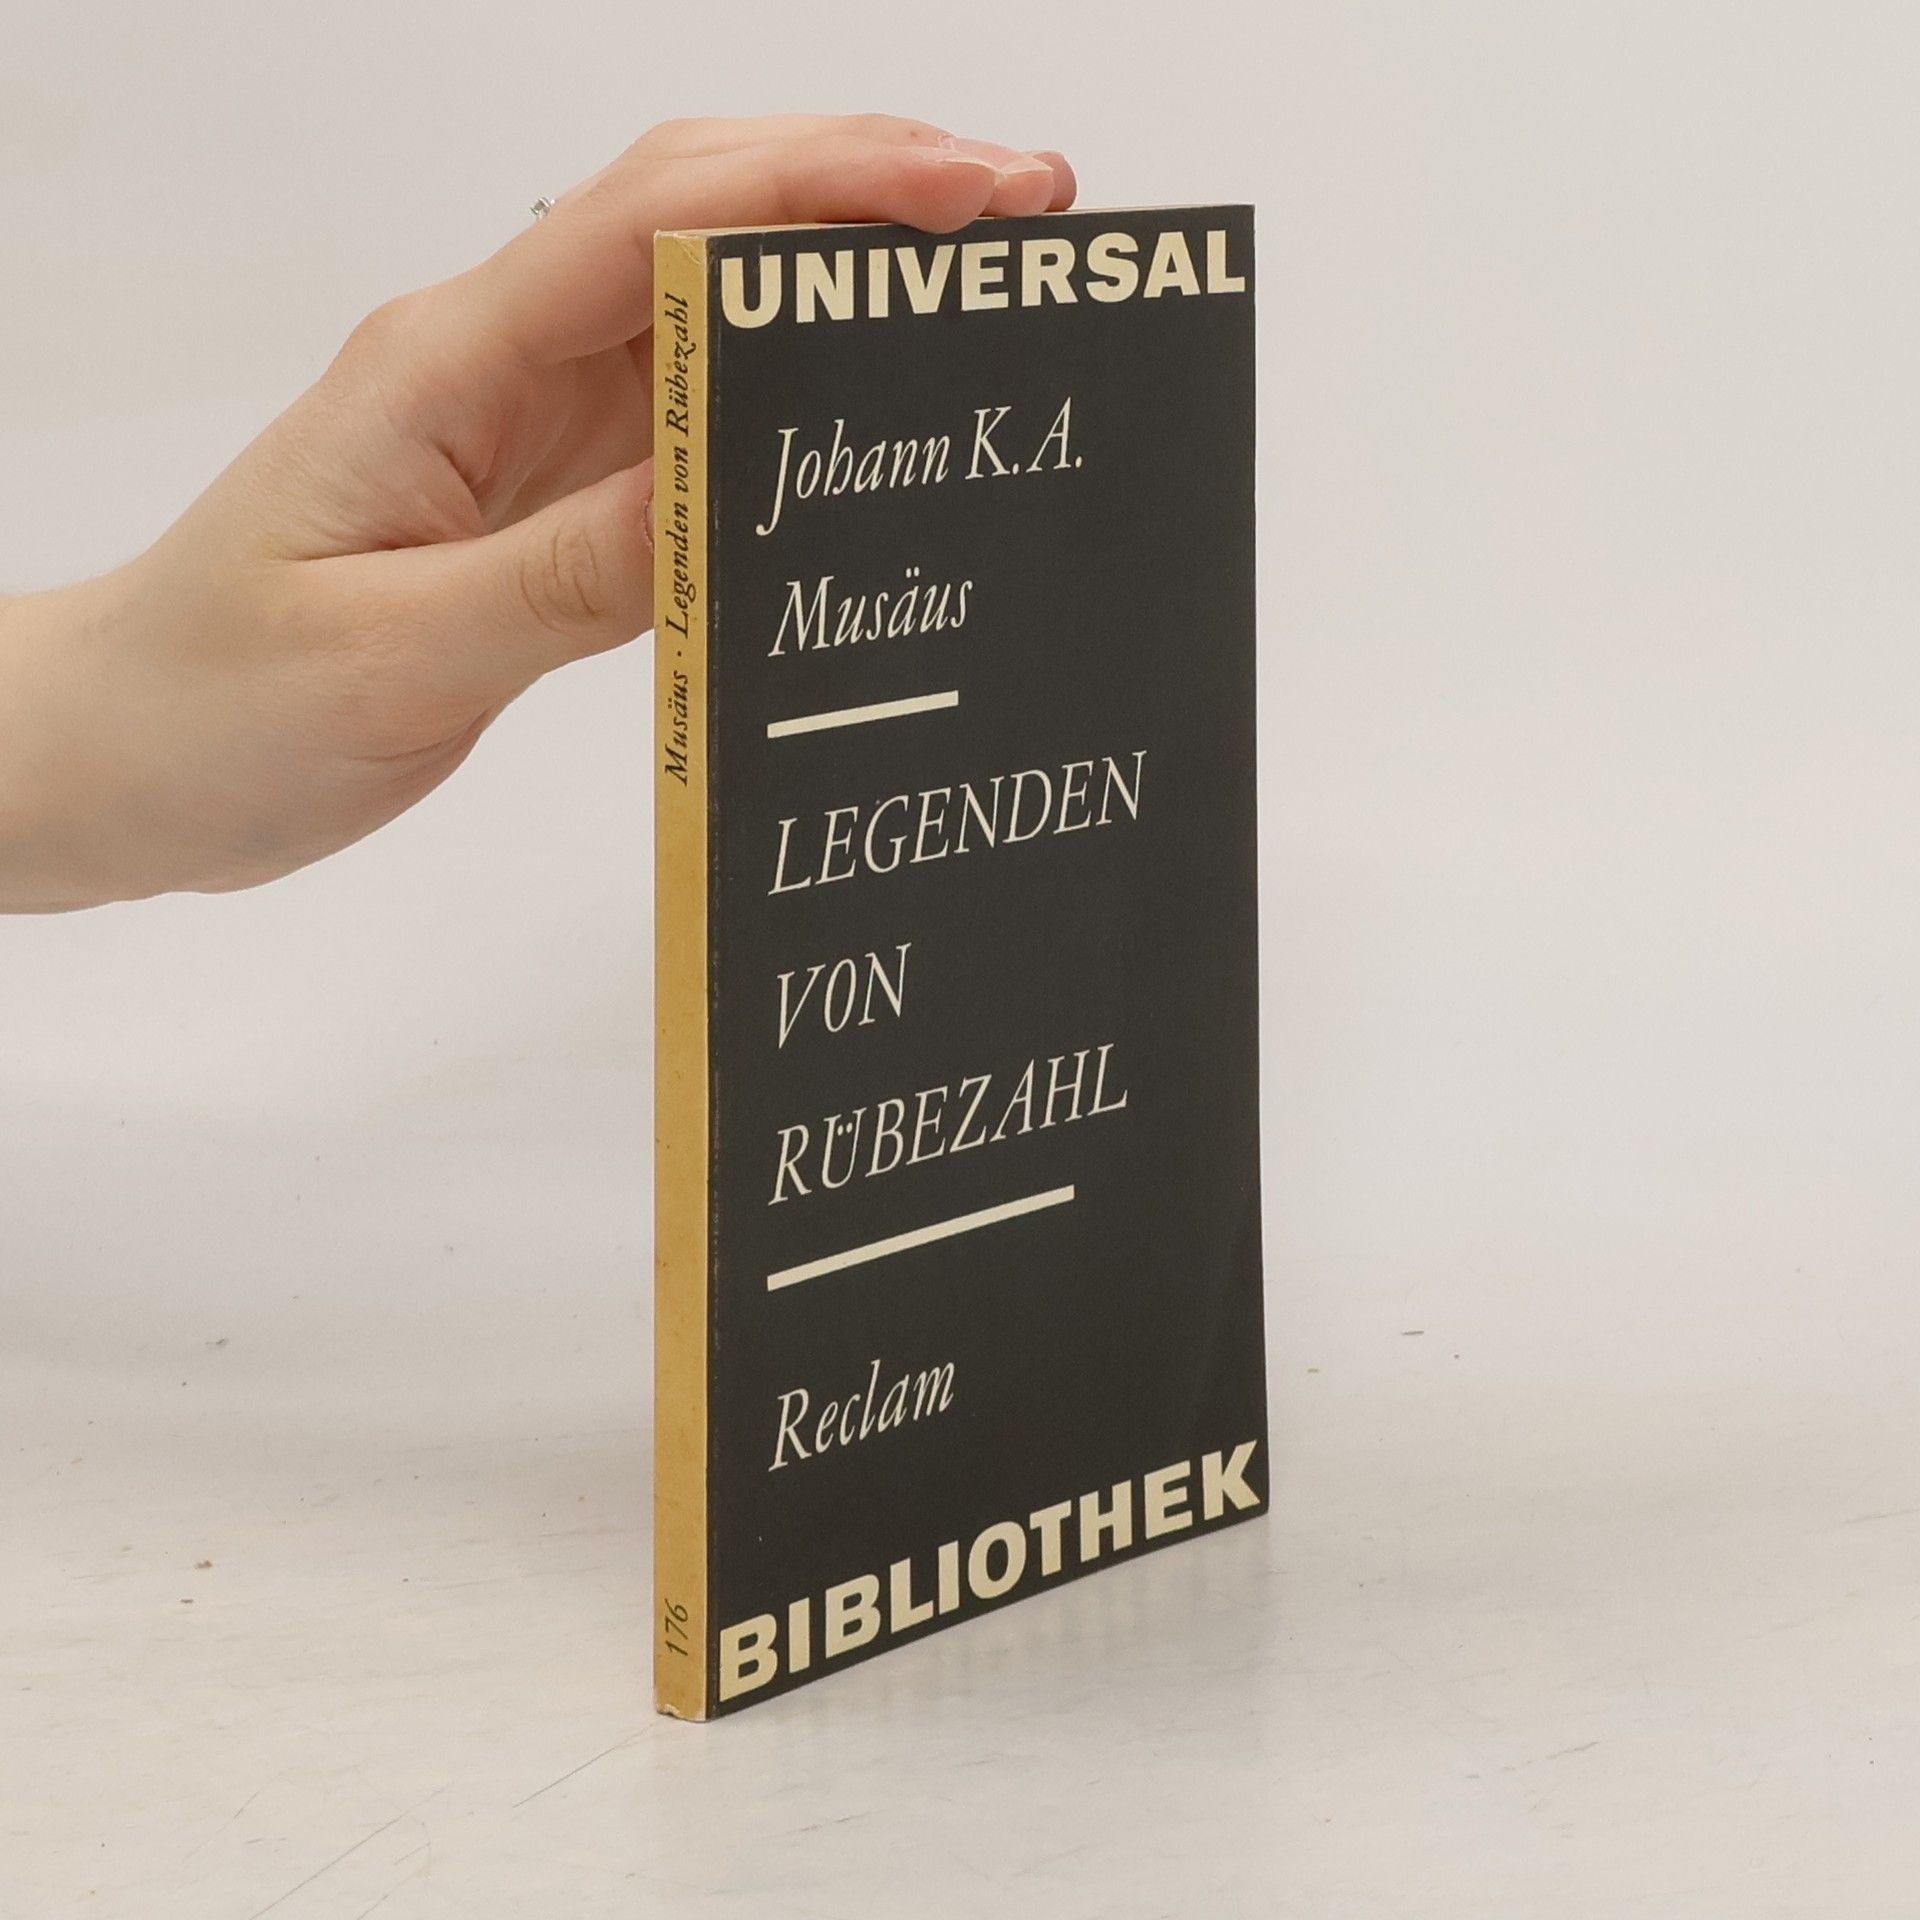 UNIVERSAL
Johann K. A.
Musäus
LEGENDEN
VON
RÜBEZAHL
Reclam
BIBLIOTHEK
Musäus · Legenden von Rübezahl
176